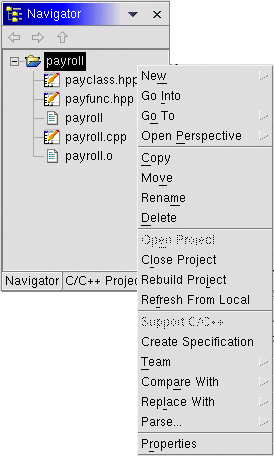 Navigator
payroll
payclass.hpp
payfunc.hpp
payroll
payroll.cpp
payroll.o
Navigator
C/C++ Projec
New
Go Into
Go To
Open Perspective
Copy
Move
Rename
Delete
Open Project
Close Project
Rebuild Project
Refresh From Local
Support C/C++
Create Specification
Team
Compare With
Replace With
Parse...
Properties